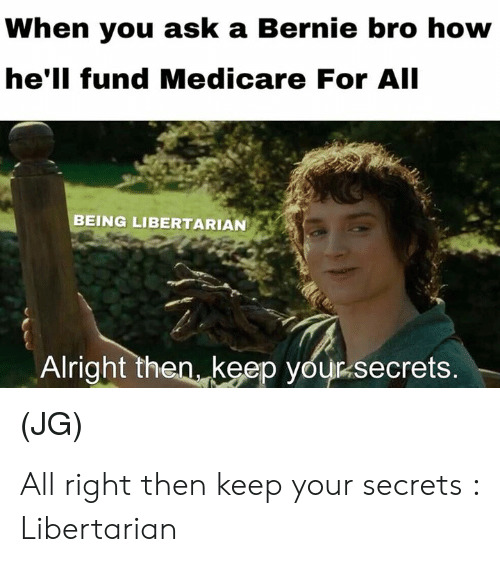 When you ask a Bernie bro how
he'll fund Medicare For All
BEING LIBERTARIAN
Alright then, keep your secrets.
(JG)
All right then keep your secrets :
Libertarian